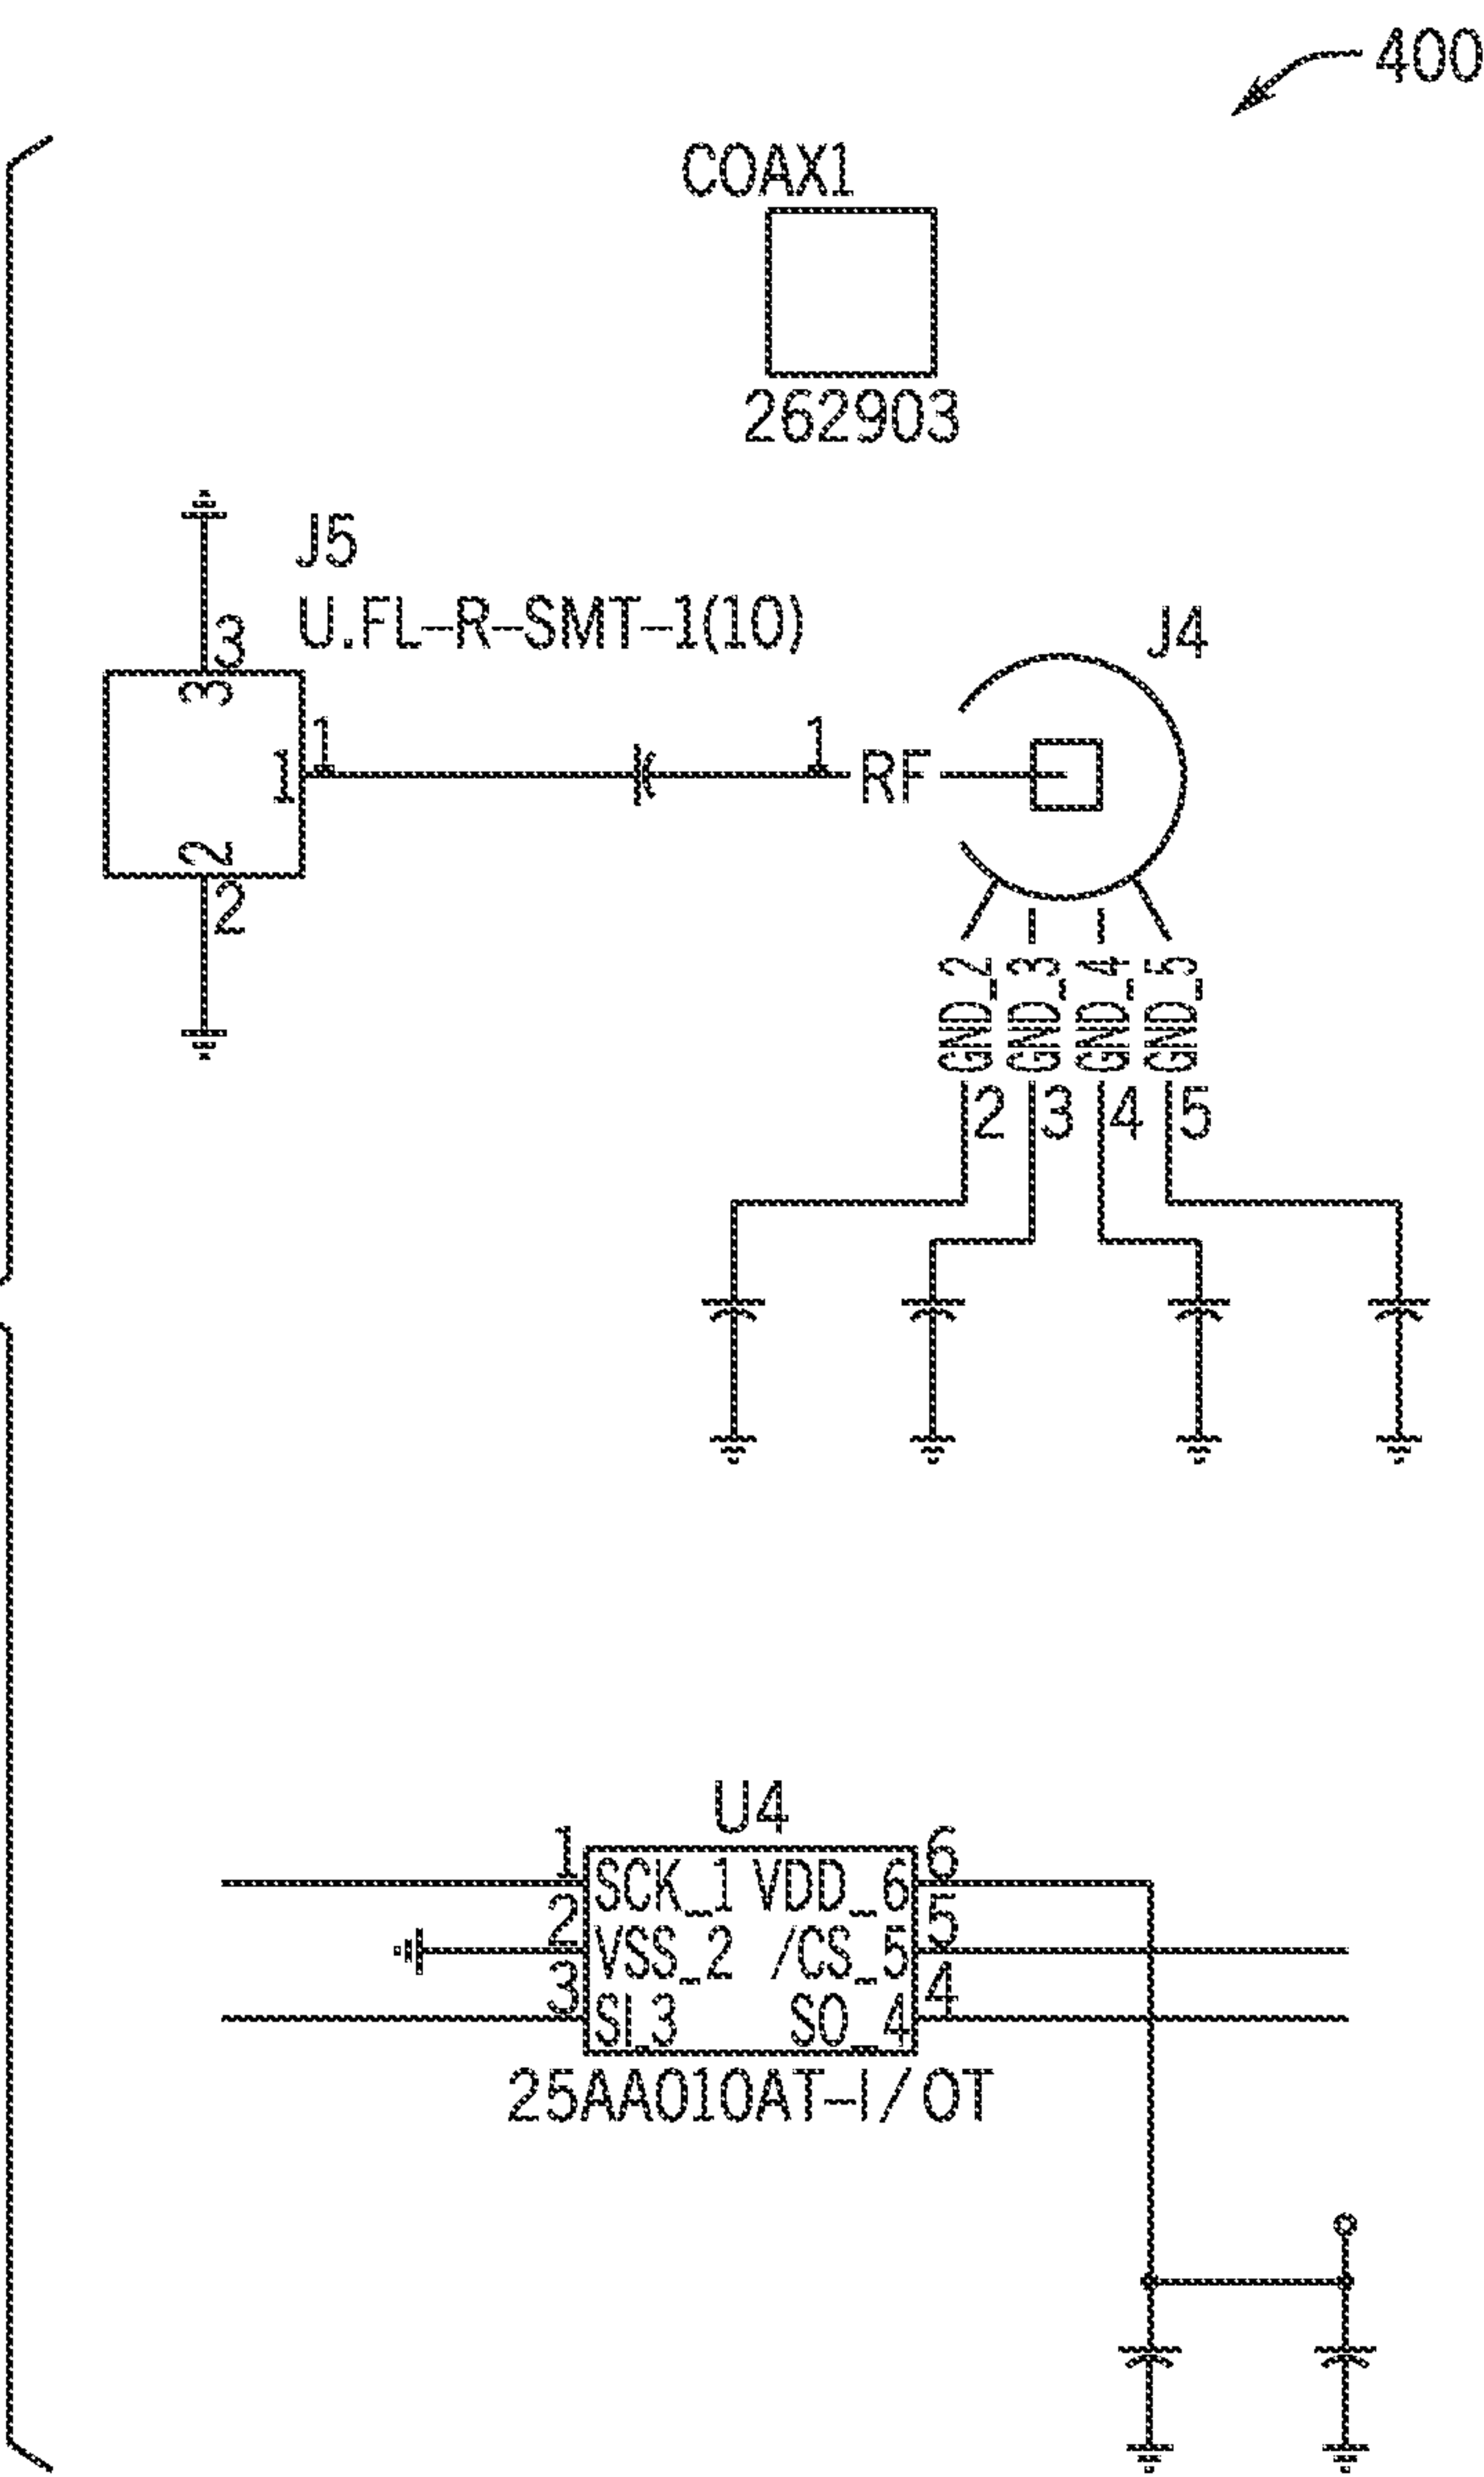 400
COAX1
262903
J5
U.FL-R-SMT-1(10)
J4
3
3
1
1
1
RF
2
2
GND_2
GND_3
GND_4
GND_5
2
3
4
5
U4
1
SCK_1
VDD_6
6
2
VSS_2
/CS_5
5
3
SI_3
SO_4
4
25AA010AT-I/OT